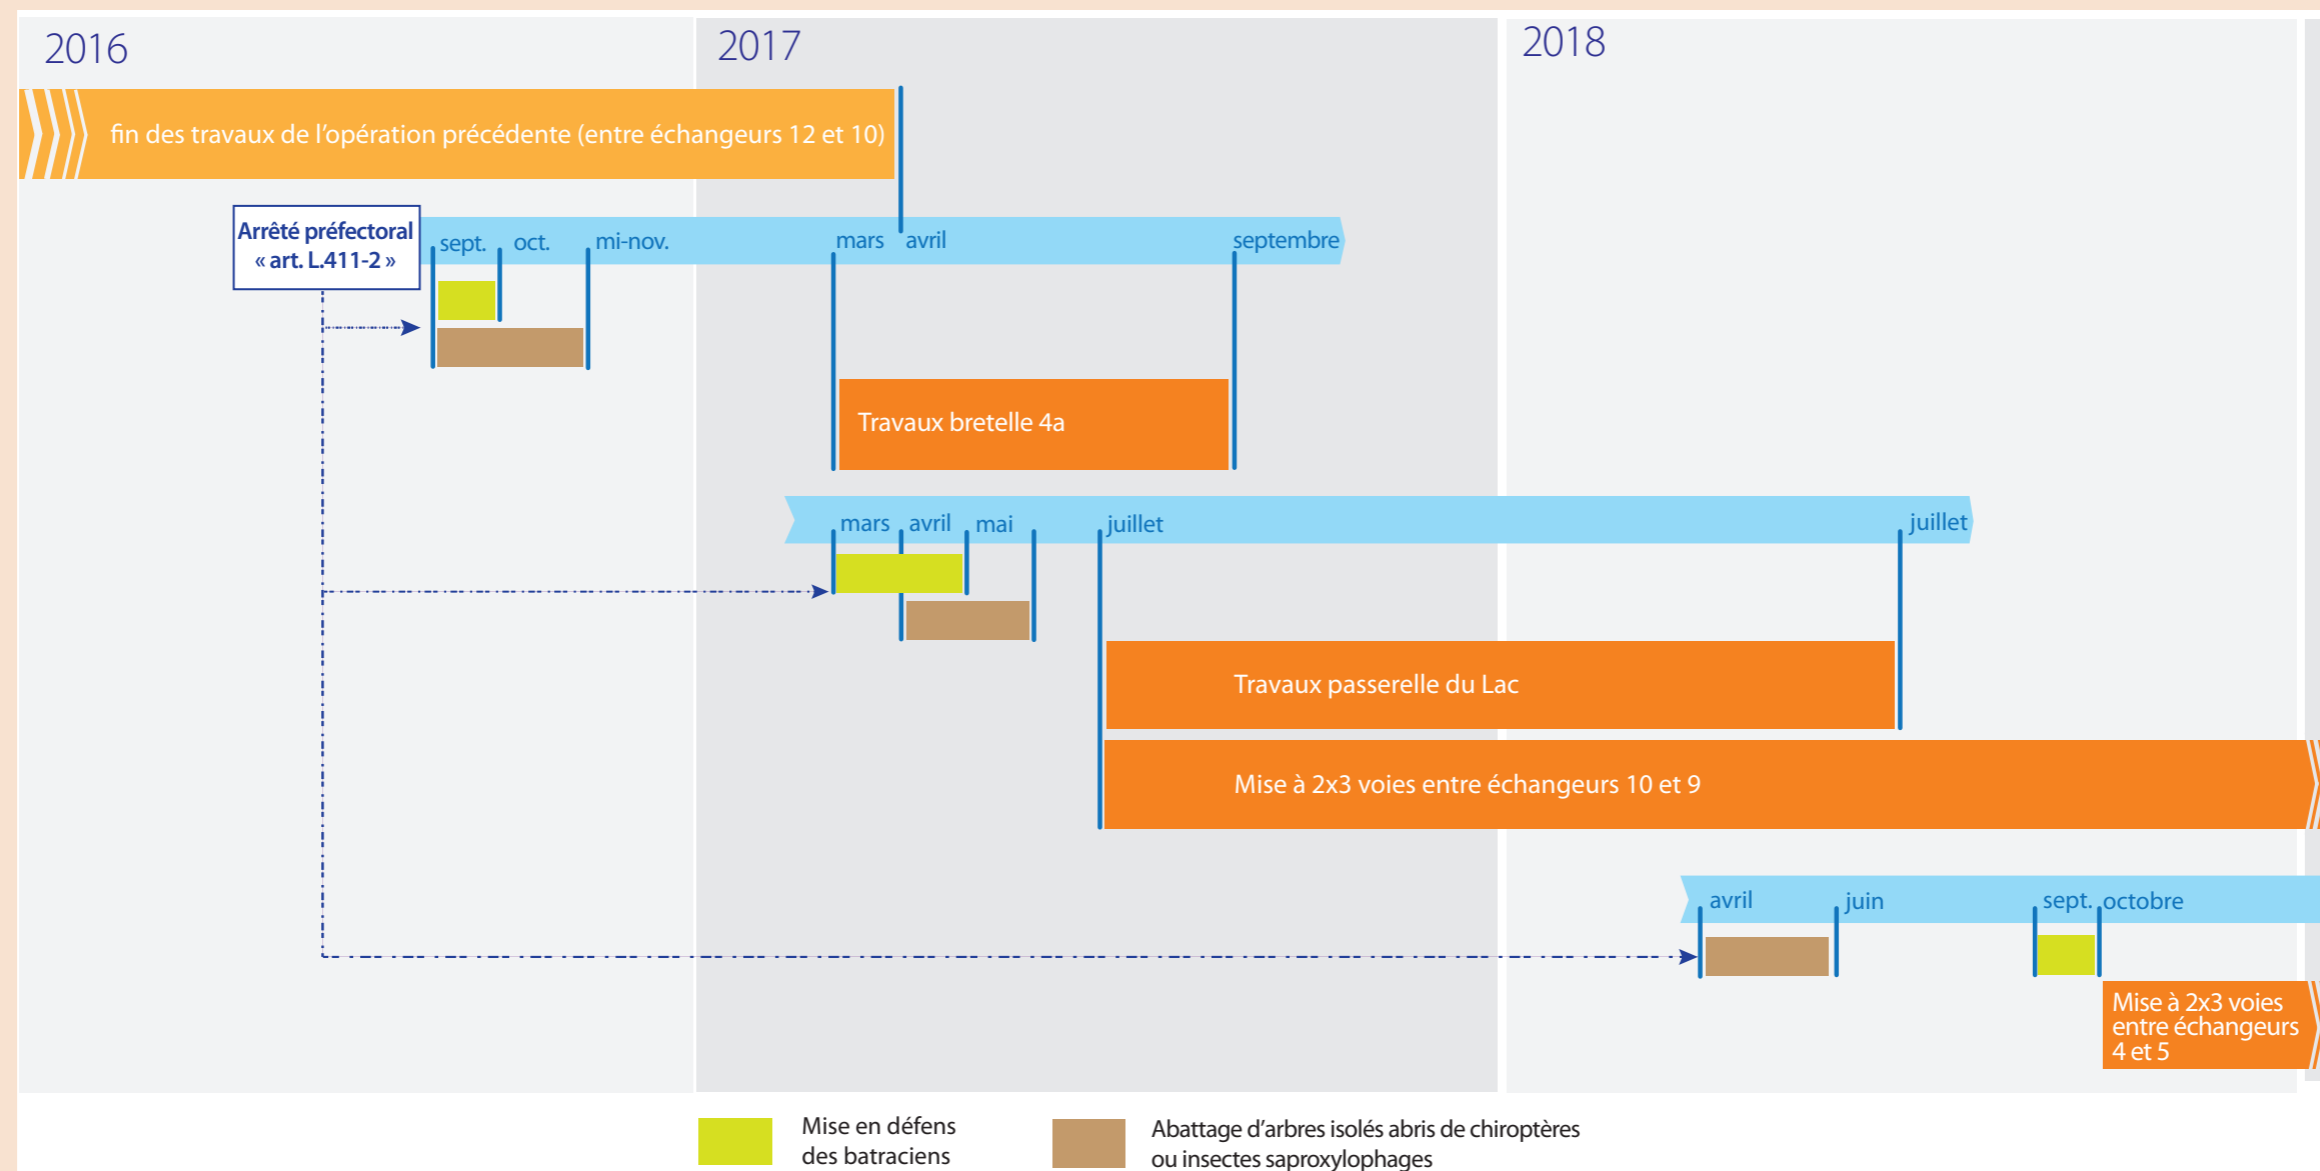 2016
2017
2018
fin des travaux de l’opération précédente (entre échangeurs 12 et 10)
Arrêté préfectoral
« art. L.411-2 »
sept.
oct.
mi-nov.
mars
avril
septembre
Travaux bretelle 4a
mars
avril
mai
juillet
juillet
Travaux passerelle du Lac
Mise à 2x3 voies entre échangeurs 10 et 9
avril
juin
sept.
octobre
Mise à 2x3 voies
entre échangeurs
4 et 5
Mise en défens
des batraciens
Abattage d’arbres isolés abris de chiroptères
ou insectes saproxylophages